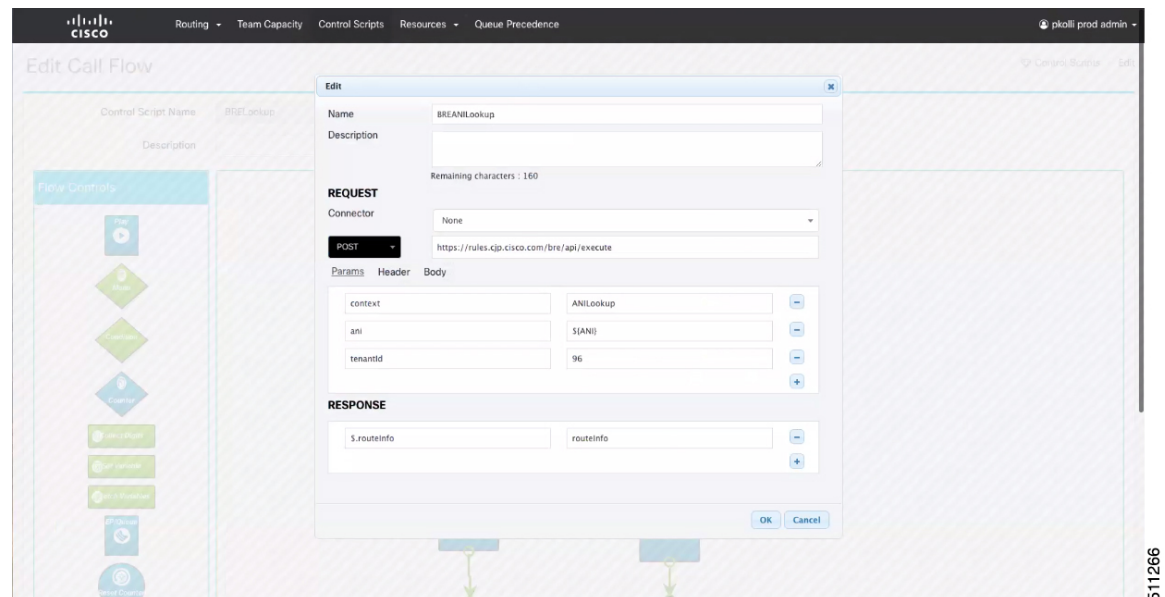 CISCO
Routing Team Capacity Control Scripts Resources Queue Precedence pkolli prod admin
Edit Call Flow
Edit
Control Script Name BRELookup
Description
Flow Controls
Play
Edit
Name BREANILookup
Description
Remaining characters : 160
REQUEST
Connector None
POST https://rules.cjp.cisco.com/bre/api/execute
Params Header Body
context ANILookup
ani ${ANI}
tenantId 96
RESPONSE
$.routeInfo routeInfo
OK Cancel
511266